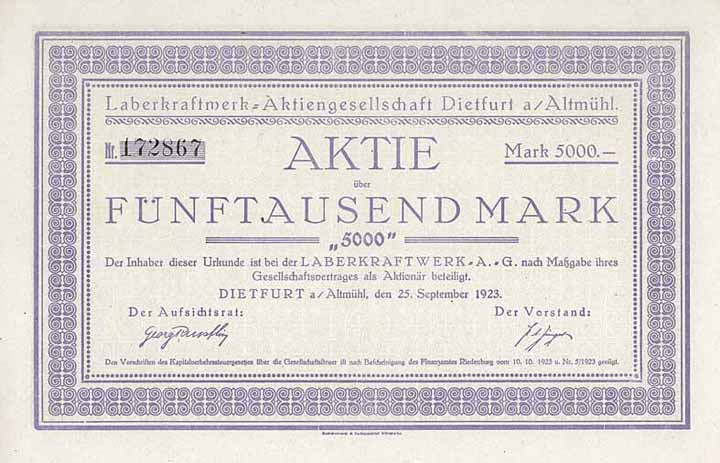 Laberkraftwerk-Aktiengesellschaft Dietfurt a/Altmühl.
Nr. 172867 AKTIE Mark 5000.—
über
FÜNFTAUSEND MARK
„5000”
Der Inhaber dieser Urkunde ist bei der LABERKRAFTWERK-A.-G. nach Maßgabe ihres
Gesellschaftsvertrages als Aktionär beteiligt.
DIETFURT a/Altmühl, den 25. September 1923.
Der Aufsichtsrat: Der Vorstand:
Den Vorschriften des Kapitalverkehrsteuergesetzes über die Gesellschaftsteuer ist nach Bescheinigung des Finanzamtes Riedenburg vom 10. 10. 1923 u. Nr. 5/1923 genügt.